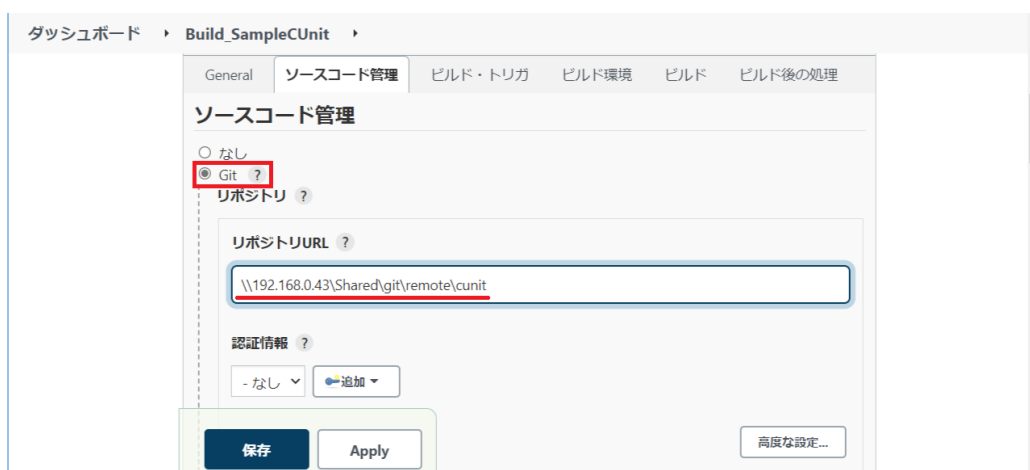 ダッシュボード Build_SampleCUnit
General ソースコード管理 ビルド・トリガ ビルド環境 ビルド ビルド後の処理
ソースコード管理
なし
Git ?
リポジトリ ?
リポジトリURL ?
\\192.168.0.43\Shared\git\remote\cunit
認証情報 ?
- なし 追加
保存 Apply 高度な設定...